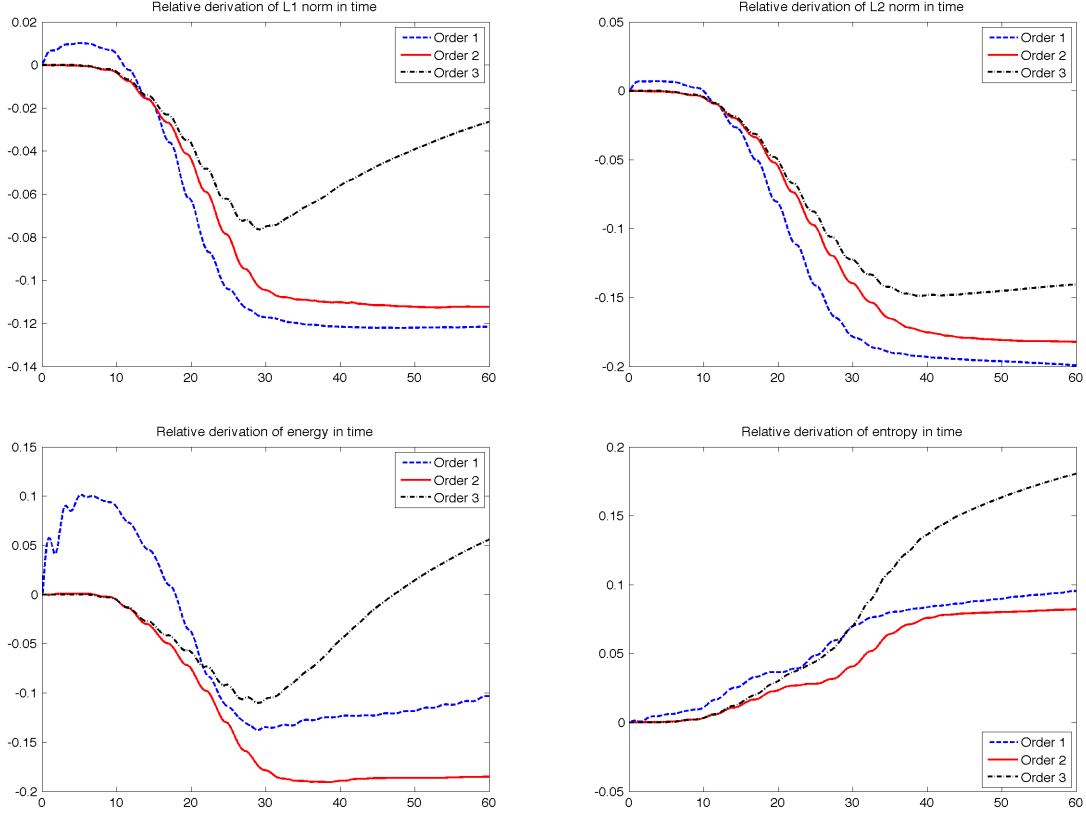 Relative derivation of L1 norm in time
0.02
0
-0.02
-0.04
-0.06
-0.08
-0.1
-0.12
-0.14
0 10 20 30 40 50 60
Order 1
Order 2
Order 3
Relative derivation of L2 norm in time
0.05
0
-0.05
-0.1
-0.15
-0.2
0 10 20 30 40 50 60
Order 1
Order 2
Order 3
Relative derivation of energy in time
0.15
0.1
0.05
0
-0.05
-0.1
-0.15
-0.2
0 10 20 30 40 50 60
Order 1
Order 2
Order 3
Relative derivation of entropy in time
0.2
0.15
0.1
0.05
0
-0.05
0 10 20 30 40 50 60
Order 1
Order 2
Order 3